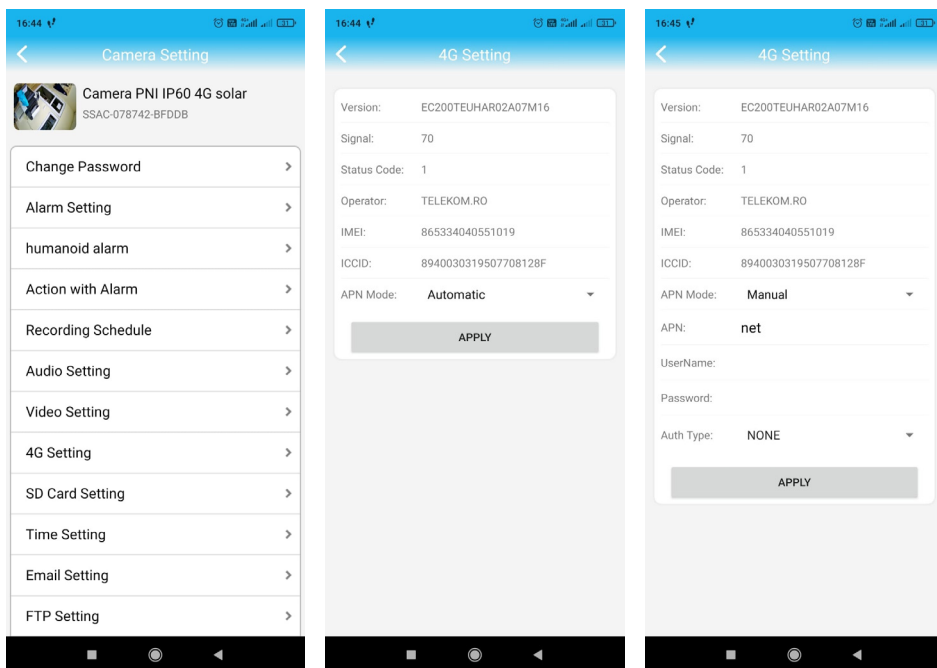 16:44
31
Camera Setting
Camera PNI IP60 4G solar
SSAC-078742-BFDDB
Change Password
Alarm Setting
humanoid alarm
Action with Alarm
Recording Schedule
Audio Setting
Video Setting
4G Setting
SD Card Setting
Time Setting
Email Setting
FTP Setting
16:44
31
4G Setting
Version: EC200TEUHAR02A07M16
Signal: 70
Status Code: 1
Operator: TELEKOM.RO
IMEI: 865334040551019
ICCID: 8940030319507708128F
APN Mode: Automatic
APPLY
16:45
31
4G Setting
Version: EC200TEUHAR02A07M16
Signal: 70
Status Code: 1
Operator: TELEKOM.RO
IMEI: 865334040551019
ICCID: 8940030319507708128F
APN Mode: Manual
APN: net
UserName:
Password:
Auth Type: NONE
APPLY